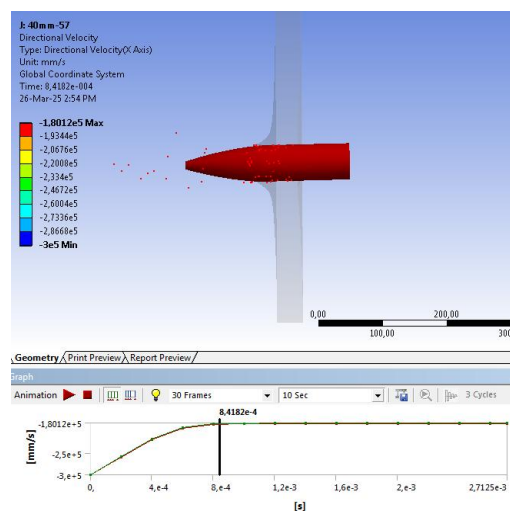 J: 40mm-57
Directional Velocity
Type: Directional Velocity(X Axis)
Unit: mm/s
Global Coordinate System
Time: 8,4182e-004
26-Mar-25 2:54 PM
-1,8012e5 Max
-1,9344e5
-2,0676e5
-2,2008e5
-2,334e5
-2,4672e5
-2,6004e5
-2,7336e5
-2,8668e5
-3e5 Min
0,00 200,00
100,00 300
Geometry Print Preview Report Preview
Graph
Animation 30 Frames 10 Sec 3 Cycles
8,4182e-4
-1,8012e+5
[mm/s]
-2,5e+5
-3,e+5
0, 4,e-4 8,e-4 1,2e-3 1,6e-3 2,e-3 2,7125e-3
[s]